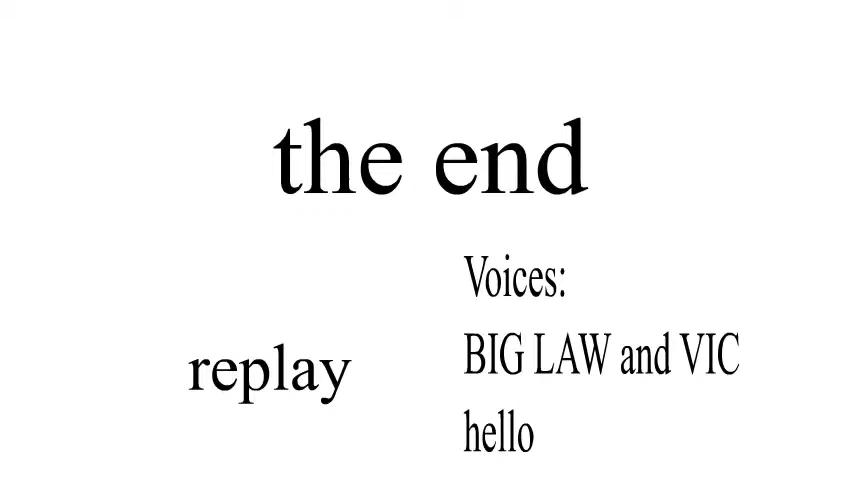 the end
Voices:
BIG LAW and VIC
replay
hello